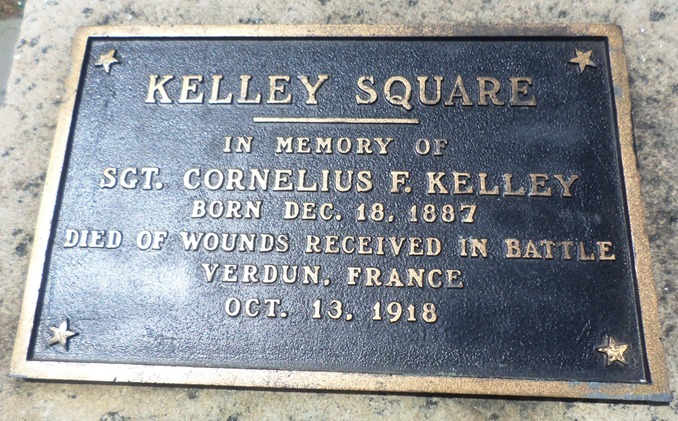 KELLEY SQUARE
IN MEMORY OF
SGT. CORNELIUS F. KELLEY
BORN DEC. 18. 1887
DIED OF WOUNDS RECEIVED IN BATTLE
VERDUN. FRANCE
OCT. 13. 1918